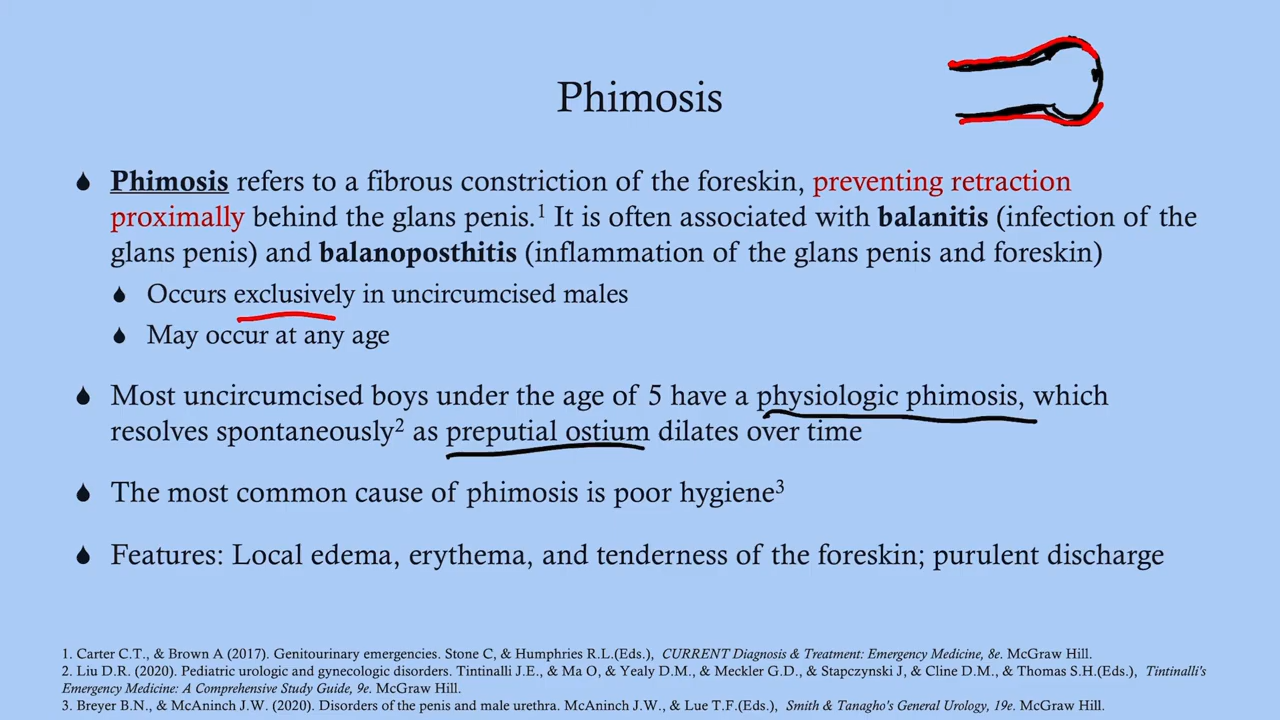 Phimosis
Phimosis refers to a fibrous constriction of the foreskin, preventing retraction
proximally behind the glans penis.1 It is often associated with balanitis (infection of the
glans penis) and balanoposthitis (inflammation of the glans penis and foreskin)
Occurs exclusively in uncircumcised males
May occur at any age
Most uncircumcised boys under the age of 5 have a physiologic phimosis, which
resolves spontaneously2 as preputial ostium dilates over time
The most common cause of phimosis is poor hygiene3
Features: Local edema, erythema, and tenderness of the foreskin; purulent discharge
1. Carter C.T., & Brown A (2017). Genitourinary emergencies. Stone C, & Humphries R.L.(Eds.), CURRENT Diagnosis & Treatment: Emergency Medicine, 8e. McGraw Hill.
2. Liu D.R. (2020). Pediatric urologic and gynecologic disorders. Tintinalli J.E., & Ma O, & Yealy D.M., & Meckler G.D., & Stapczynski J, & Cline D.M., & Thomas S.H.(Eds.), Tintinalli's
Emergency Medicine: A Comprehensive Study Guide, 9e. McGraw Hill.
3. Breyer B.N., & McAninch J.W. (2020). Disorders of the penis and male urethra. McAninch J.W., & Lue T.F.(Eds.), Smith & Tanagho's General Urology, 19e. McGraw Hill.